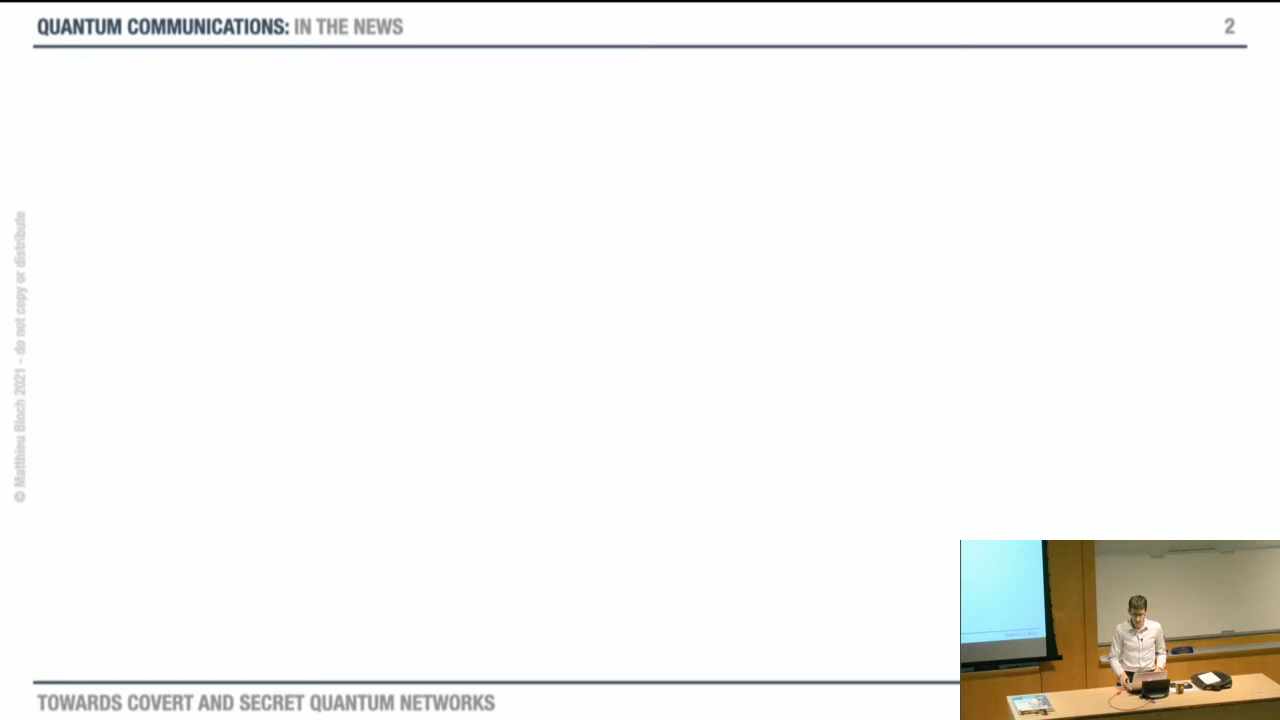 QUANTUM COMMUNICATIONS: IN THE NEWS
2
© Matthieu Bloch 2021 - do not copy or distribute
TOWARDS COVERT AND SECRET QUANTUM NETWORKS